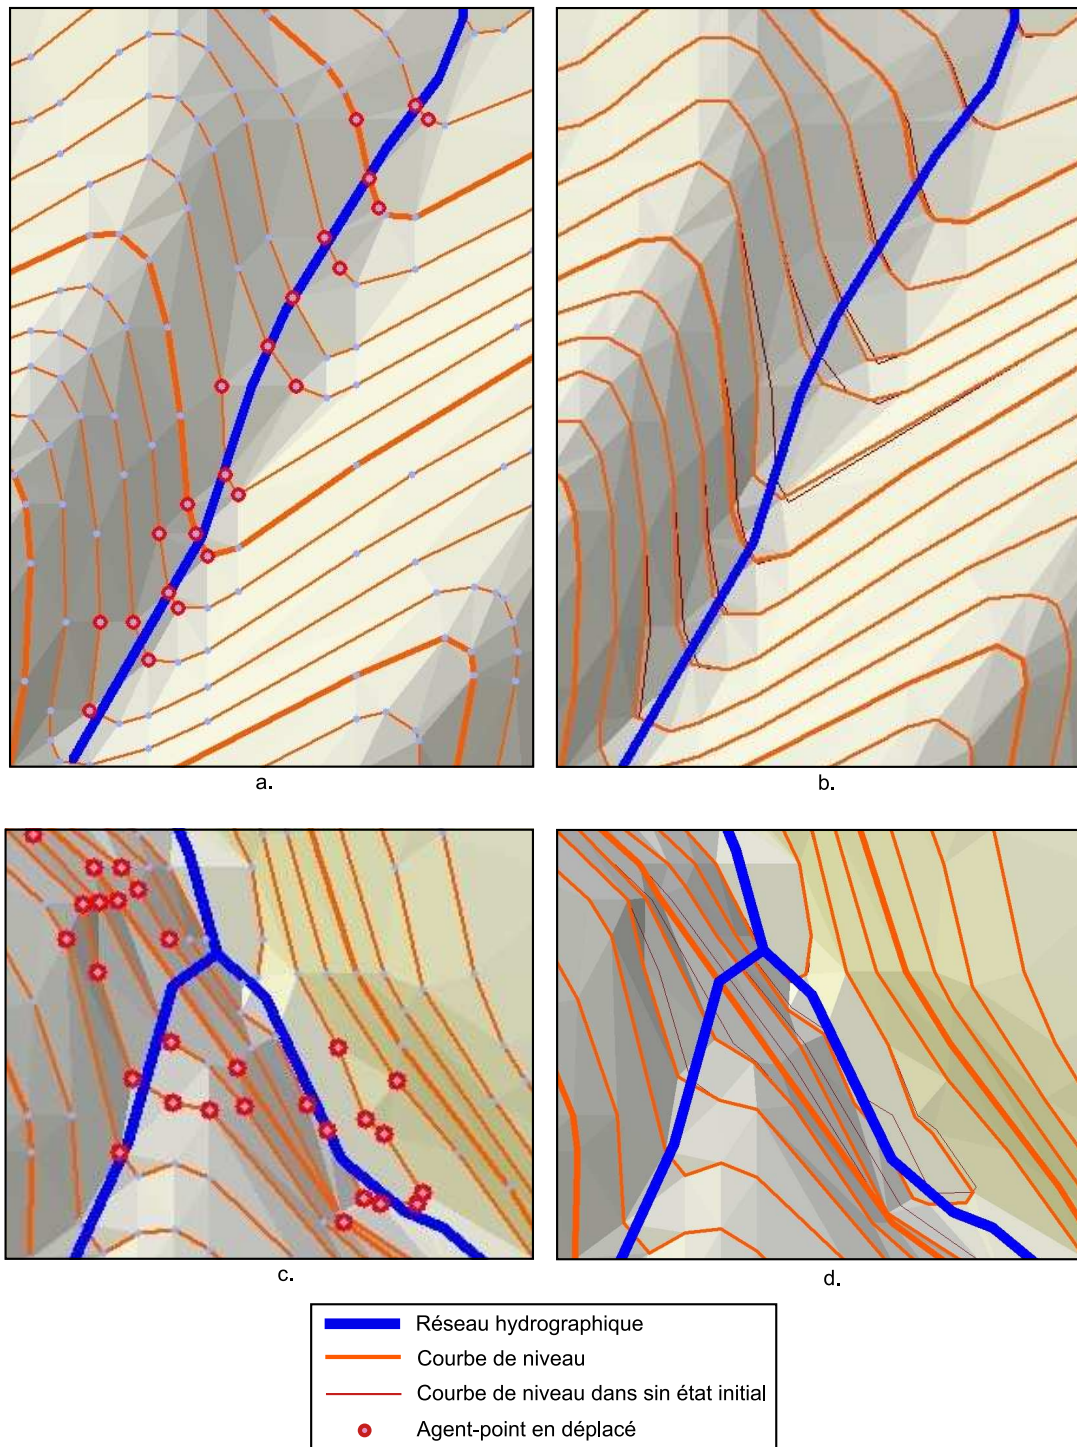 a.
b.
c.
d.
Réseau hydrographique
Courbe de niveau
Courbe de niveau dans sin état initial
Agent-point en déplacé